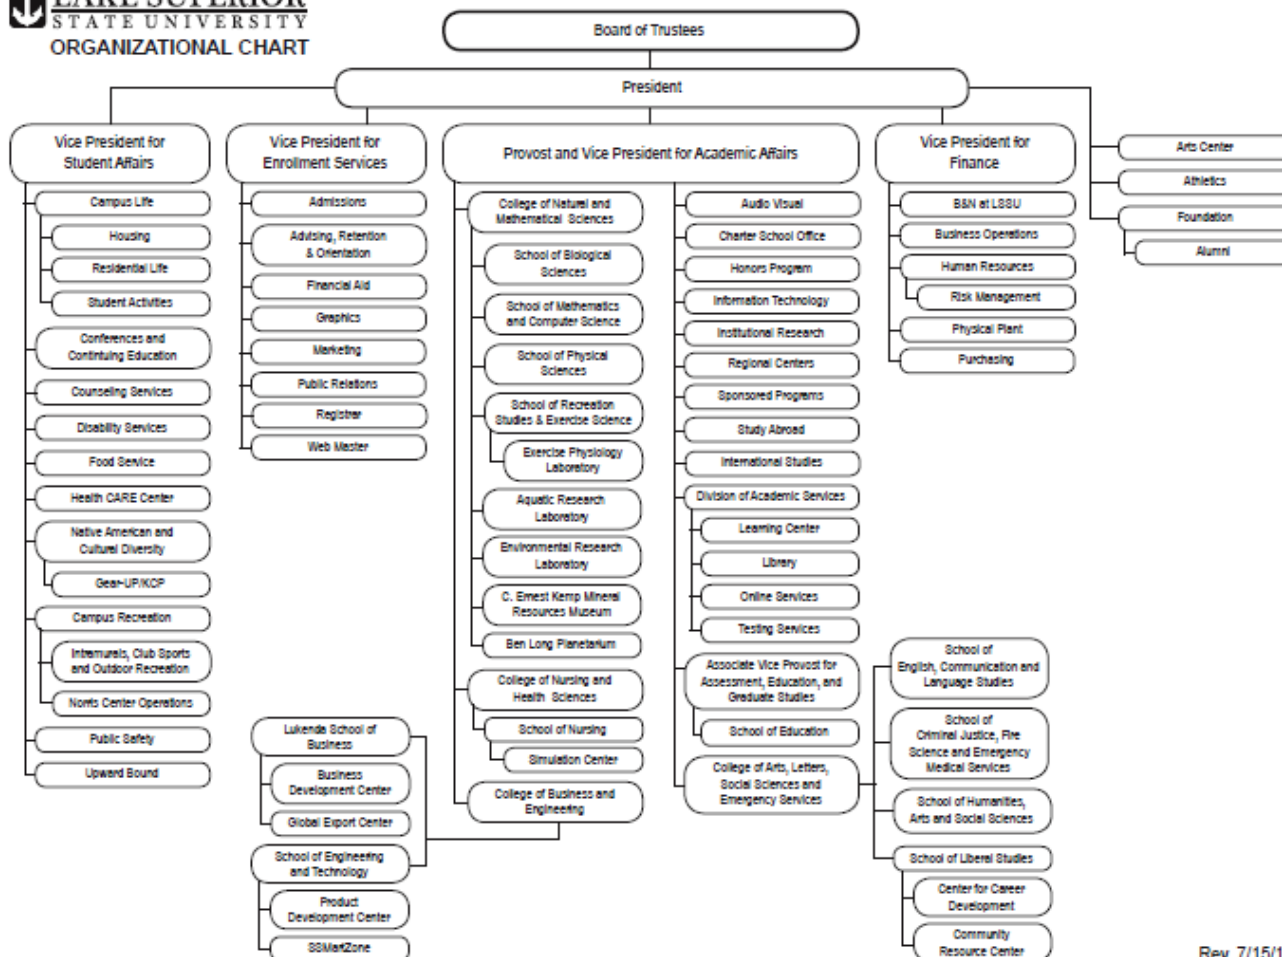 LAKE SUPERIOR
STATE UNIVERSITY
ORGANIZATIONAL CHART
Board of Trustees
President
Vice President for
Student Affairs
Campus Life
Housing
Residential Life
Student Activities
Conferences and
Continuing Education
Counseling Services
Disability Services
Food Service
Health CARE Center
Native American and
Cultural Diversity
Gear-UP/KCP
Campus Recreation
Intramurals, Club Sports
and Outdoor Recreation
Norris Center Operations
Public Safety
Upward Bound
Vice President for
Enrollment Services
Admissions
Advising, Retention
& Orientation
Financial Aid
Graphics
Marketing
Public Relations
Registrar
Web Master
Provost and Vice President for Academic Affairs
College of Natural and
Mathematical Sciences
School of Biological
Sciences
School of Mathematics
and Computer Science
School of Physical
Sciences
School of Recreation
Studies & Exercise Science
Exercise Physiology
Laboratory
Aquatic Research
Laboratory
Environmental Research
Laboratory
C. Ernest Kemp Mineral
Resources Museum
Ben Long Planetarium
College of Nursing and
Health Sciences
School of Nursing
Simulation Center
College of Business and
Engineering
Lukenda School of
Business
Business
Development Center
Global Export Center
School of Engineering
and Technology
Product
Development Center
SSMartZone
Audio Visual
Charter School Office
Honors Program
Information Technology
Institutional Research
Regional Centers
Sponsored Programs
Study Abroad
International Studies
Division of Academic Services
Learning Center
Library
Online Services
Testing Services
Associate Vice Provost for
Assessment, Education, and
Graduate Studies
School of Education
College of Arts, Letters,
Social Sciences and
Emergency Services
School of
English, Communication and
Language Studies
School of
Criminal Justice, Fire
Science and Emergency
Medical Services
School of Humanities,
Arts and Social Sciences
School of Liberal Studies
Center for Career
Development
Community
Resource Center
Vice President for
Finance
B&N at LSSU
Business Operations
Human Resources
Risk Management
Physical Plant
Purchasing
Arts Center
Athletics
Foundation
Alumni
Rev. 7/15/1